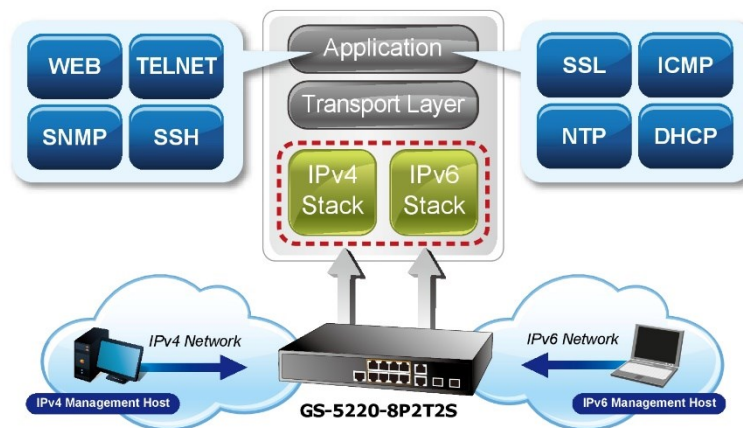 Application
Transport Layer
WEB TELNET
SNMP SSH
SSL ICMP
NTP DHCP
IPv4
Stack
IPv6
Stack
IPv4 Network
IPv4 Management Host
IPv6 Network
IPv6 Management Host
GS-5220-8P2T2S